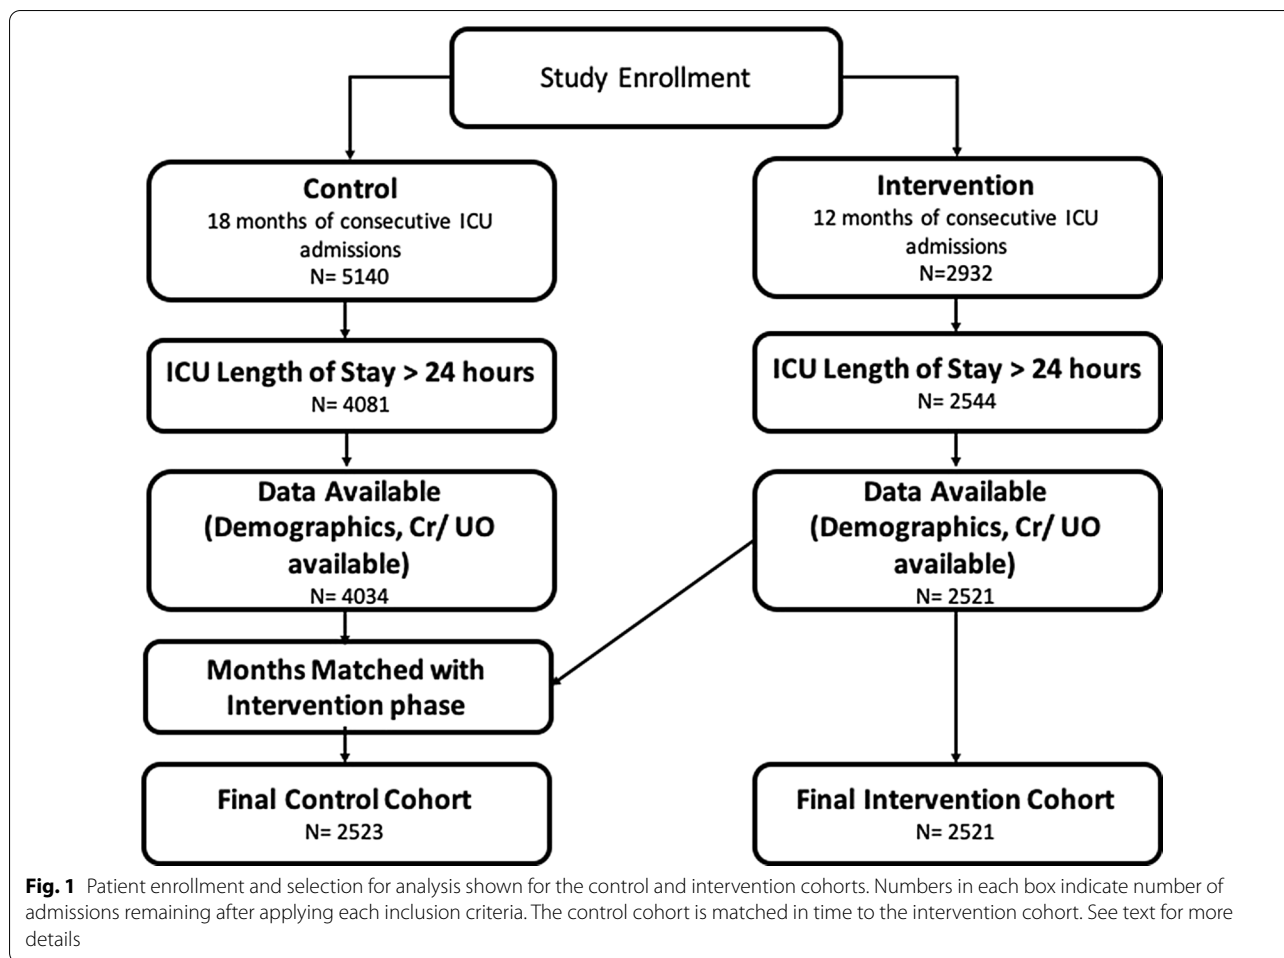 Study Enrollment
Control
18 months of consecutive ICU
admissions
N= 5140
Intervention
12 months of consecutive ICU
admissions
N=2932
ICU Length of Stay > 24 hours
N= 4081
ICU Length of Stay > 24 hours
N= 2544
Data Available
(Demographics, Cr/ UO
available)
N= 4034
Data Available
(Demographics, Cr/ UO
available)
N= 2521
Months Matched with
Intervention phase
Final Control Cohort
N= 2523
Final Intervention Cohort
N= 2521
Fig. 1 Patient enrollment and selection for analysis shown for the control and intervention cohorts. Numbers in each box indicate number of
admissions remaining after applying each inclusion criteria. The control cohort is matched in time to the intervention cohort. See text for more
details